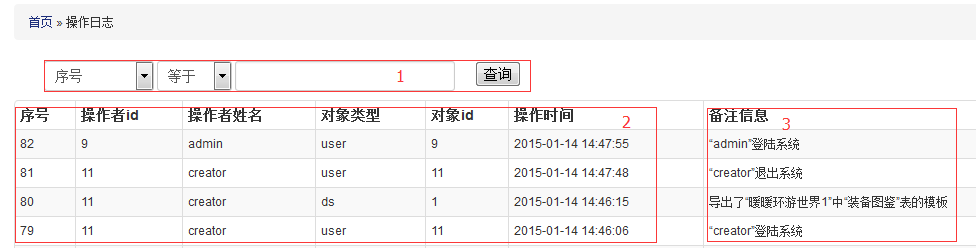 首页 » 操作日志
序号 等于 1 查询
序号 操作者id 操作者姓名 对象类型 对象id 操作时间 2 备注信息 3
82 9 admin user 9 2015-01-14 14:47:55 “admin”登陆系统
81 11 creator user 11 2015-01-14 14:47:48 “creator”退出系统
80 11 creator ds 1 2015-01-14 14:46:15 导出了“暖暖环游世界1”中“装备图鉴”表的模板
79 11 creator user 11 2015-01-14 14:46:06 “creator”登陆系统